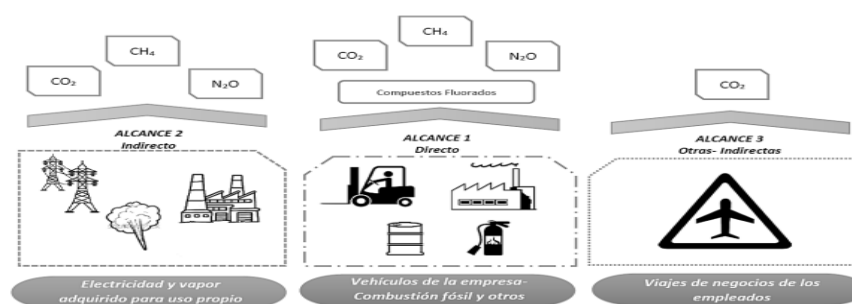 CO₂
CH₄
N₂O
ALCANCE 2
Indirecto
Electricidad y vapor
adquirido para uso propio
CO₂
CH₄
N₂O
Compuestos Fluorados
ALCANCE 1
Directo
Vehículos de la empresa-
Combustión fósil y otros
CO₂
ALCANCE 3
Otras- Indirectas
Viajes de negocios de los
empleados